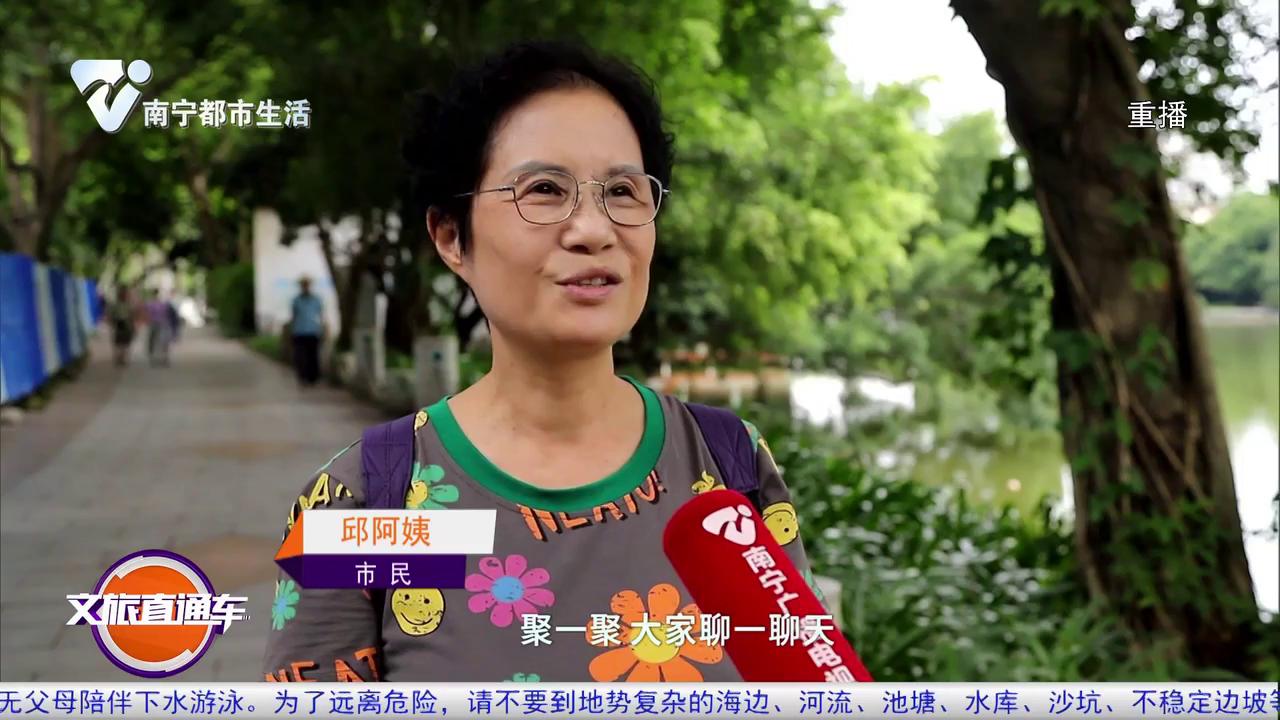 南宁都市生活
重播
NEATO!
邱阿姨
市民
文旅直通车
南宁
聚一聚 大家聊一聊天
NEAT
无父母陪伴下水游泳。为了远离危险，请不要到地势复杂的海边、河流、池塘、水库、沙坑、不稳定边坡等